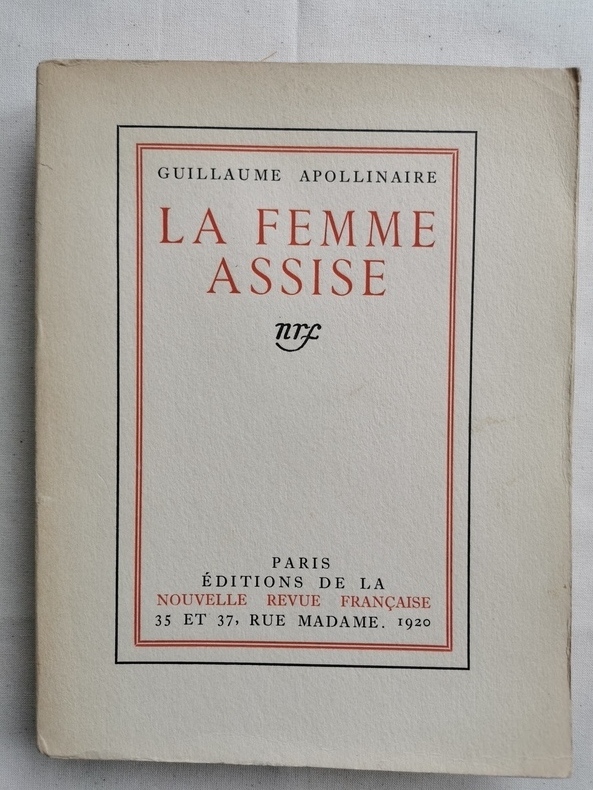 GUILLAUME APOLLINAIRE
LA FEMME
ASSISE
nrf
PARIS
ÉDITIONS DE LA
NOUVELLE REVUE FRANÇAISE
35 ET 37, RUE MADAME. 1920